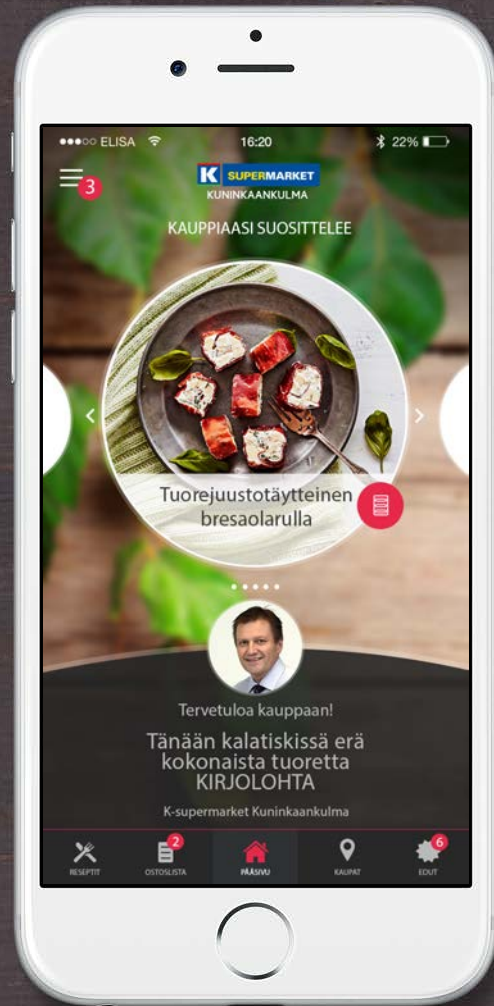 ELISA
16:20
22%
3
K SUPERMARKET
KUNINKAANKULMA
KAUPPIAASI SUOSITTELEE
Tuorejuustotäytteinen
bresaolarulla
Tervetuloa kauppaan!
Tänään kalatiskissä erä
kokonaista tuoretta
KIRJOLOHTA
K-supermarket Kuninkaankulma
2
6
RESEPTIT
OSTOSLISTA
PÄÄSIVU
KAUPAT
EDUT